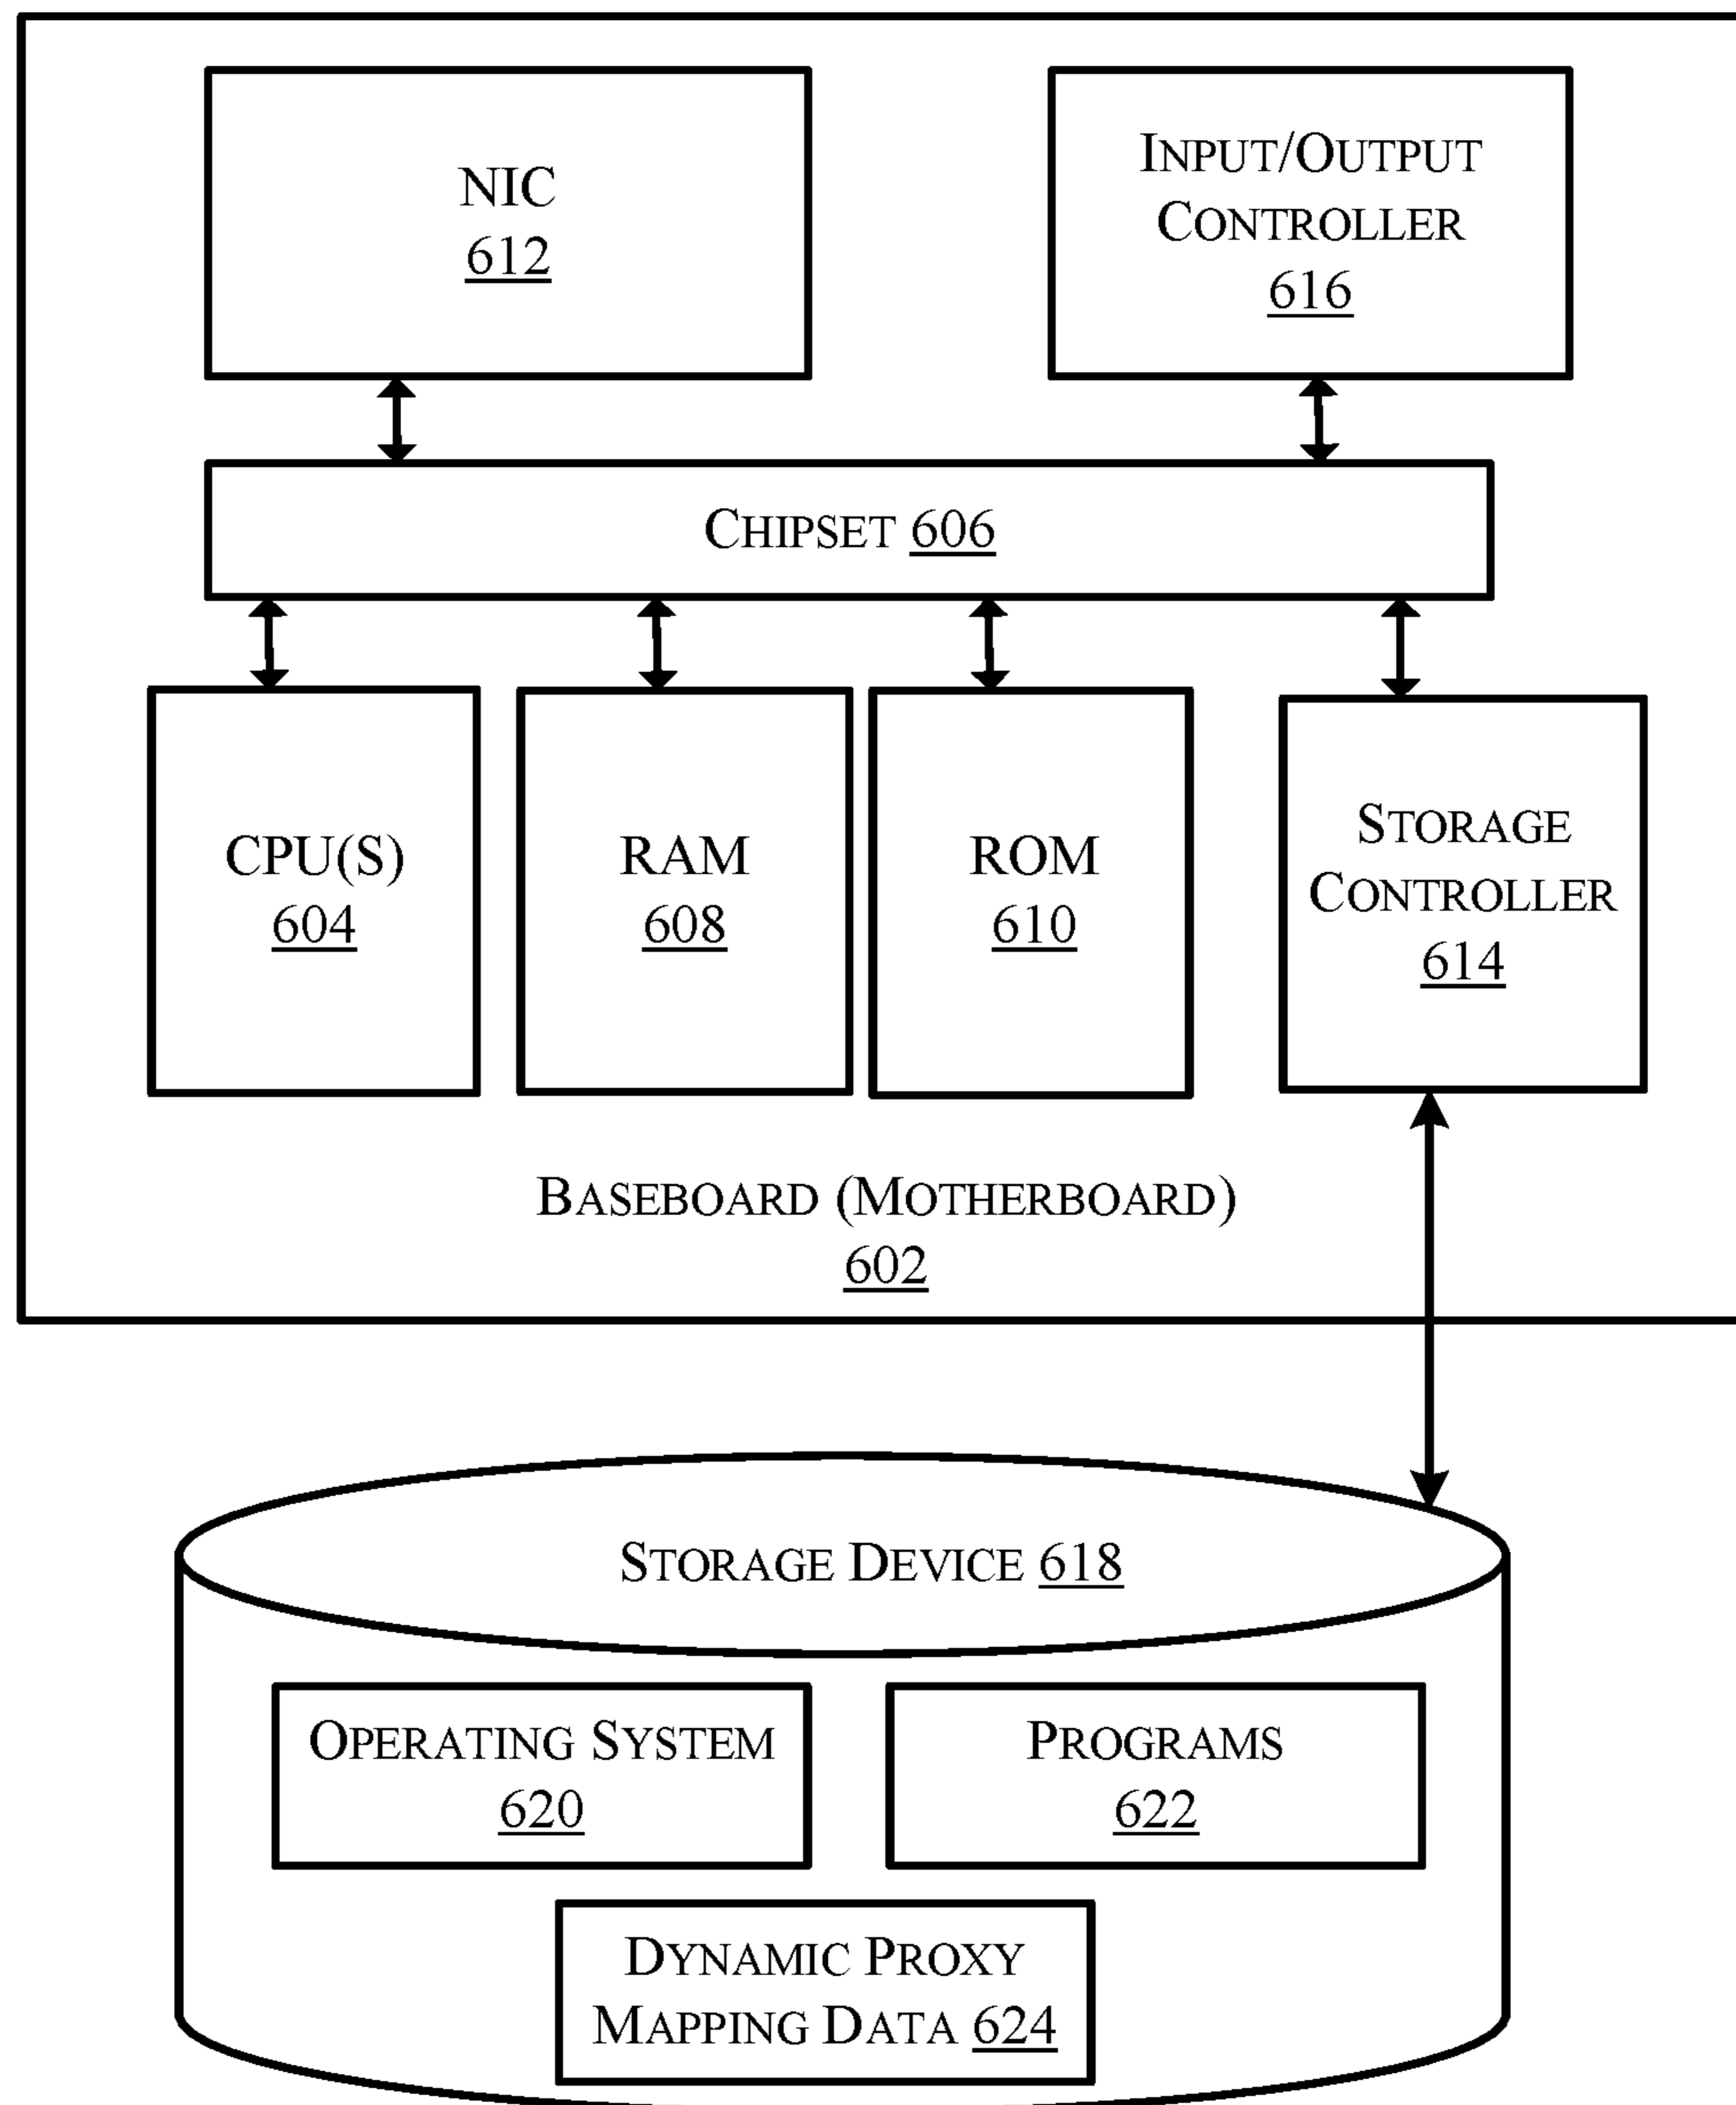 NIC
612
INPUT/OUTPUT
CONTROLLER
616
CHIPSET 606
CPU(S)
604
RAM
608
ROM
610
STORAGE
CONTROLLER
614
BASEBOARD (MOTHERBOARD)
602
STORAGE DEVICE 618
OPERATING SYSTEM
620
PROGRAMS
622
DYNAMIC PROXY
MAPPING DATA 624